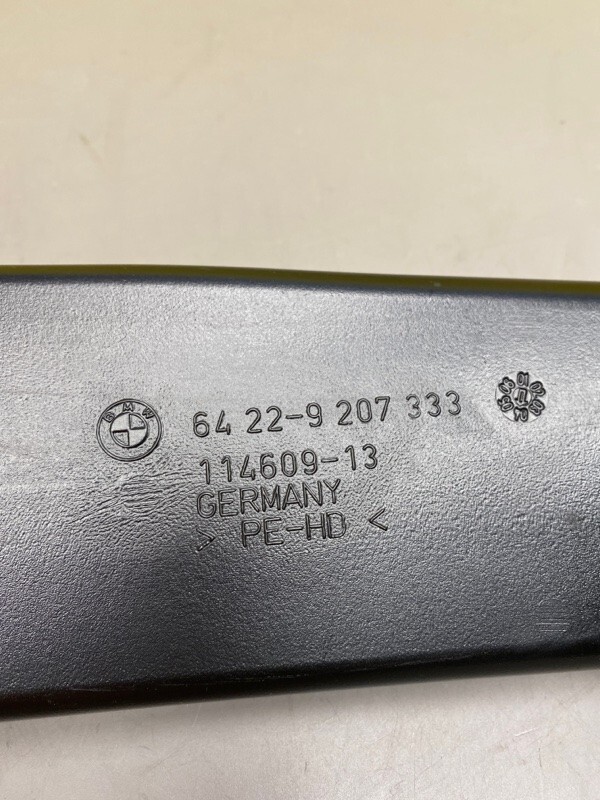 BMW
64 22-9 207 333
114609-13
GERMANY
> PE-HD <